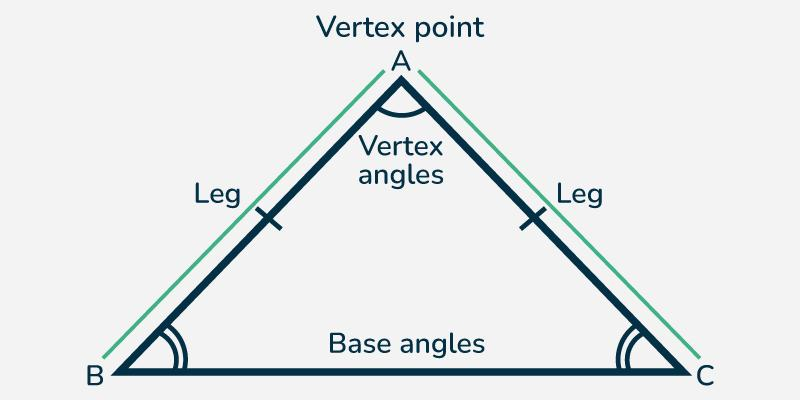 Vertex point
A
Vertex
angles
Leg
Leg
Base angles
B
C